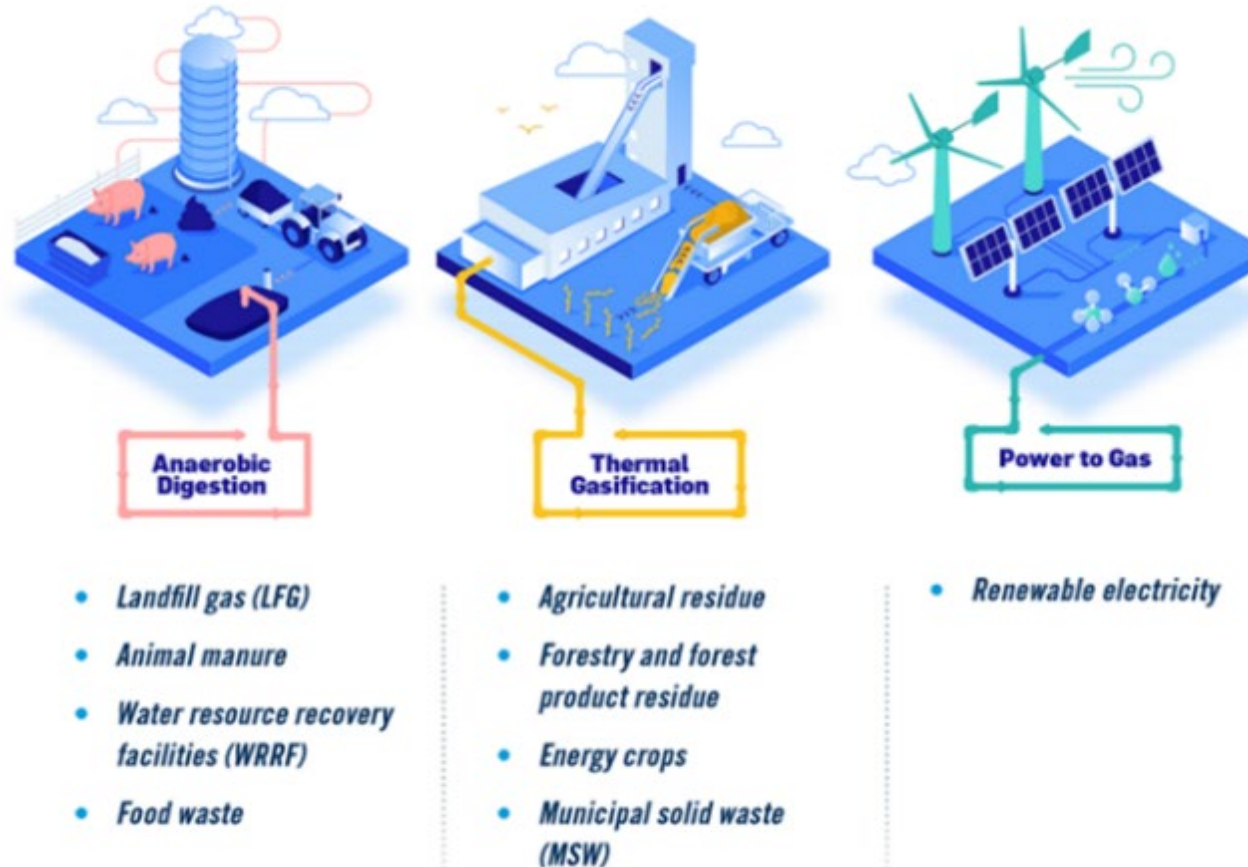 Anaerobic
Digestion
Thermal
Gasification
Power to Gas
• Landfill gas (LFG)
• Animal manure
• Water resource recovery
facilities (WRRF)
• Food waste
• Agricultural residue
• Forestry and forest
product residue
• Energy crops
• Municipal solid waste
(MSW)
• Renewable electricity